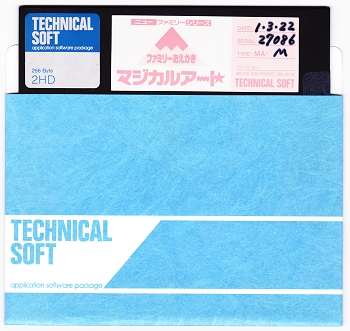 TECHNICAL
SOFT
application software package
256 Byte
2HD
ニューファミリーシリーズ
ファミリーおえかき
マジカルアート
DATE
1.3.22
SERIAL
27086
TYPE MA-
M
TECHNICAL SOFT
TECHNICAL
SOFT
application software package